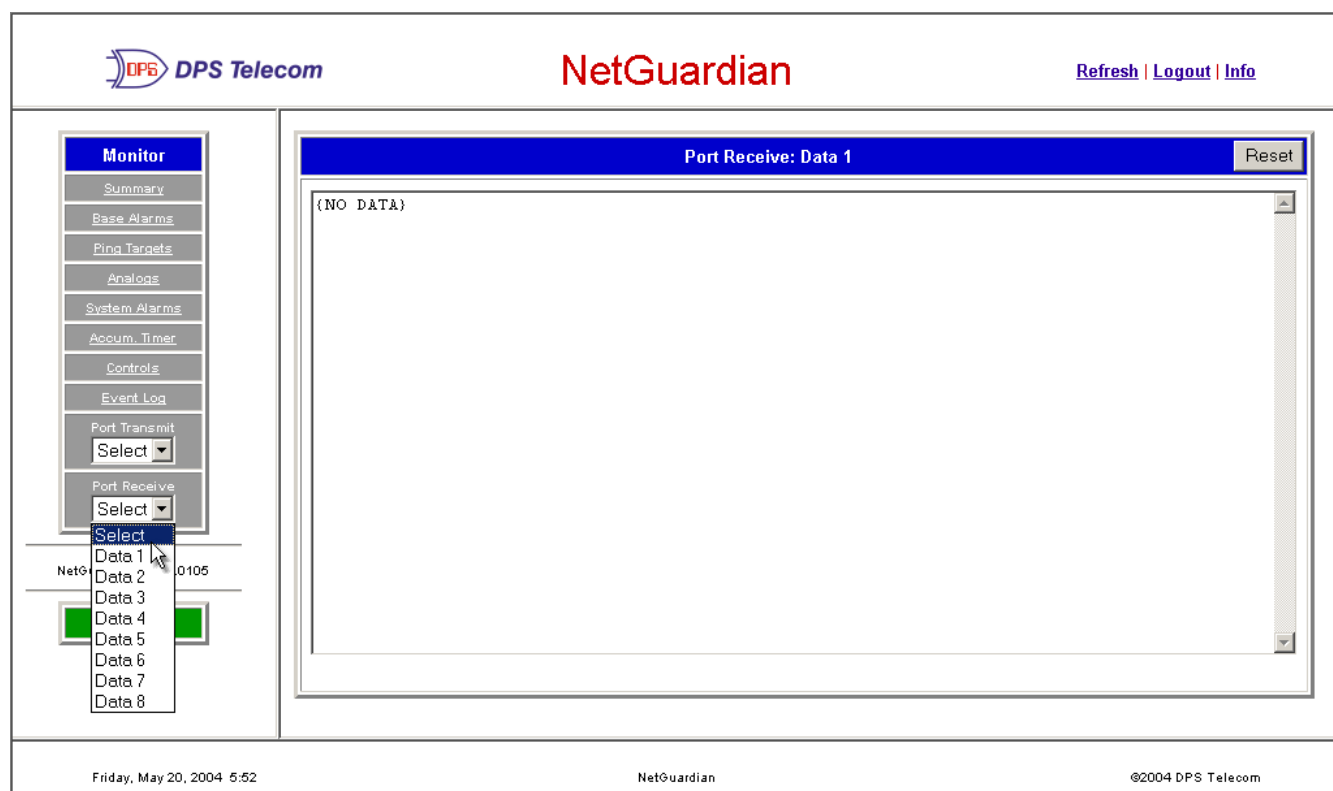 DPS DPS Telecom
NetGuardian
Refresh | Logout | Info
Monitor
Summary
Base Alarms
Ping Targets
Analogs
System Alarms
Accum. Timer
Controls
Event Log
Port Transmit
Select
Port Receive
Select
Select
Data 1
Data 2
Data 3
Data 4
Data 5
Data 6
Data 7
Data 8
Port Receive: Data 1
Reset
(NO DATA)
Friday, May 20, 2004 5:52
NetGuardian
©2004 DPS Telecom